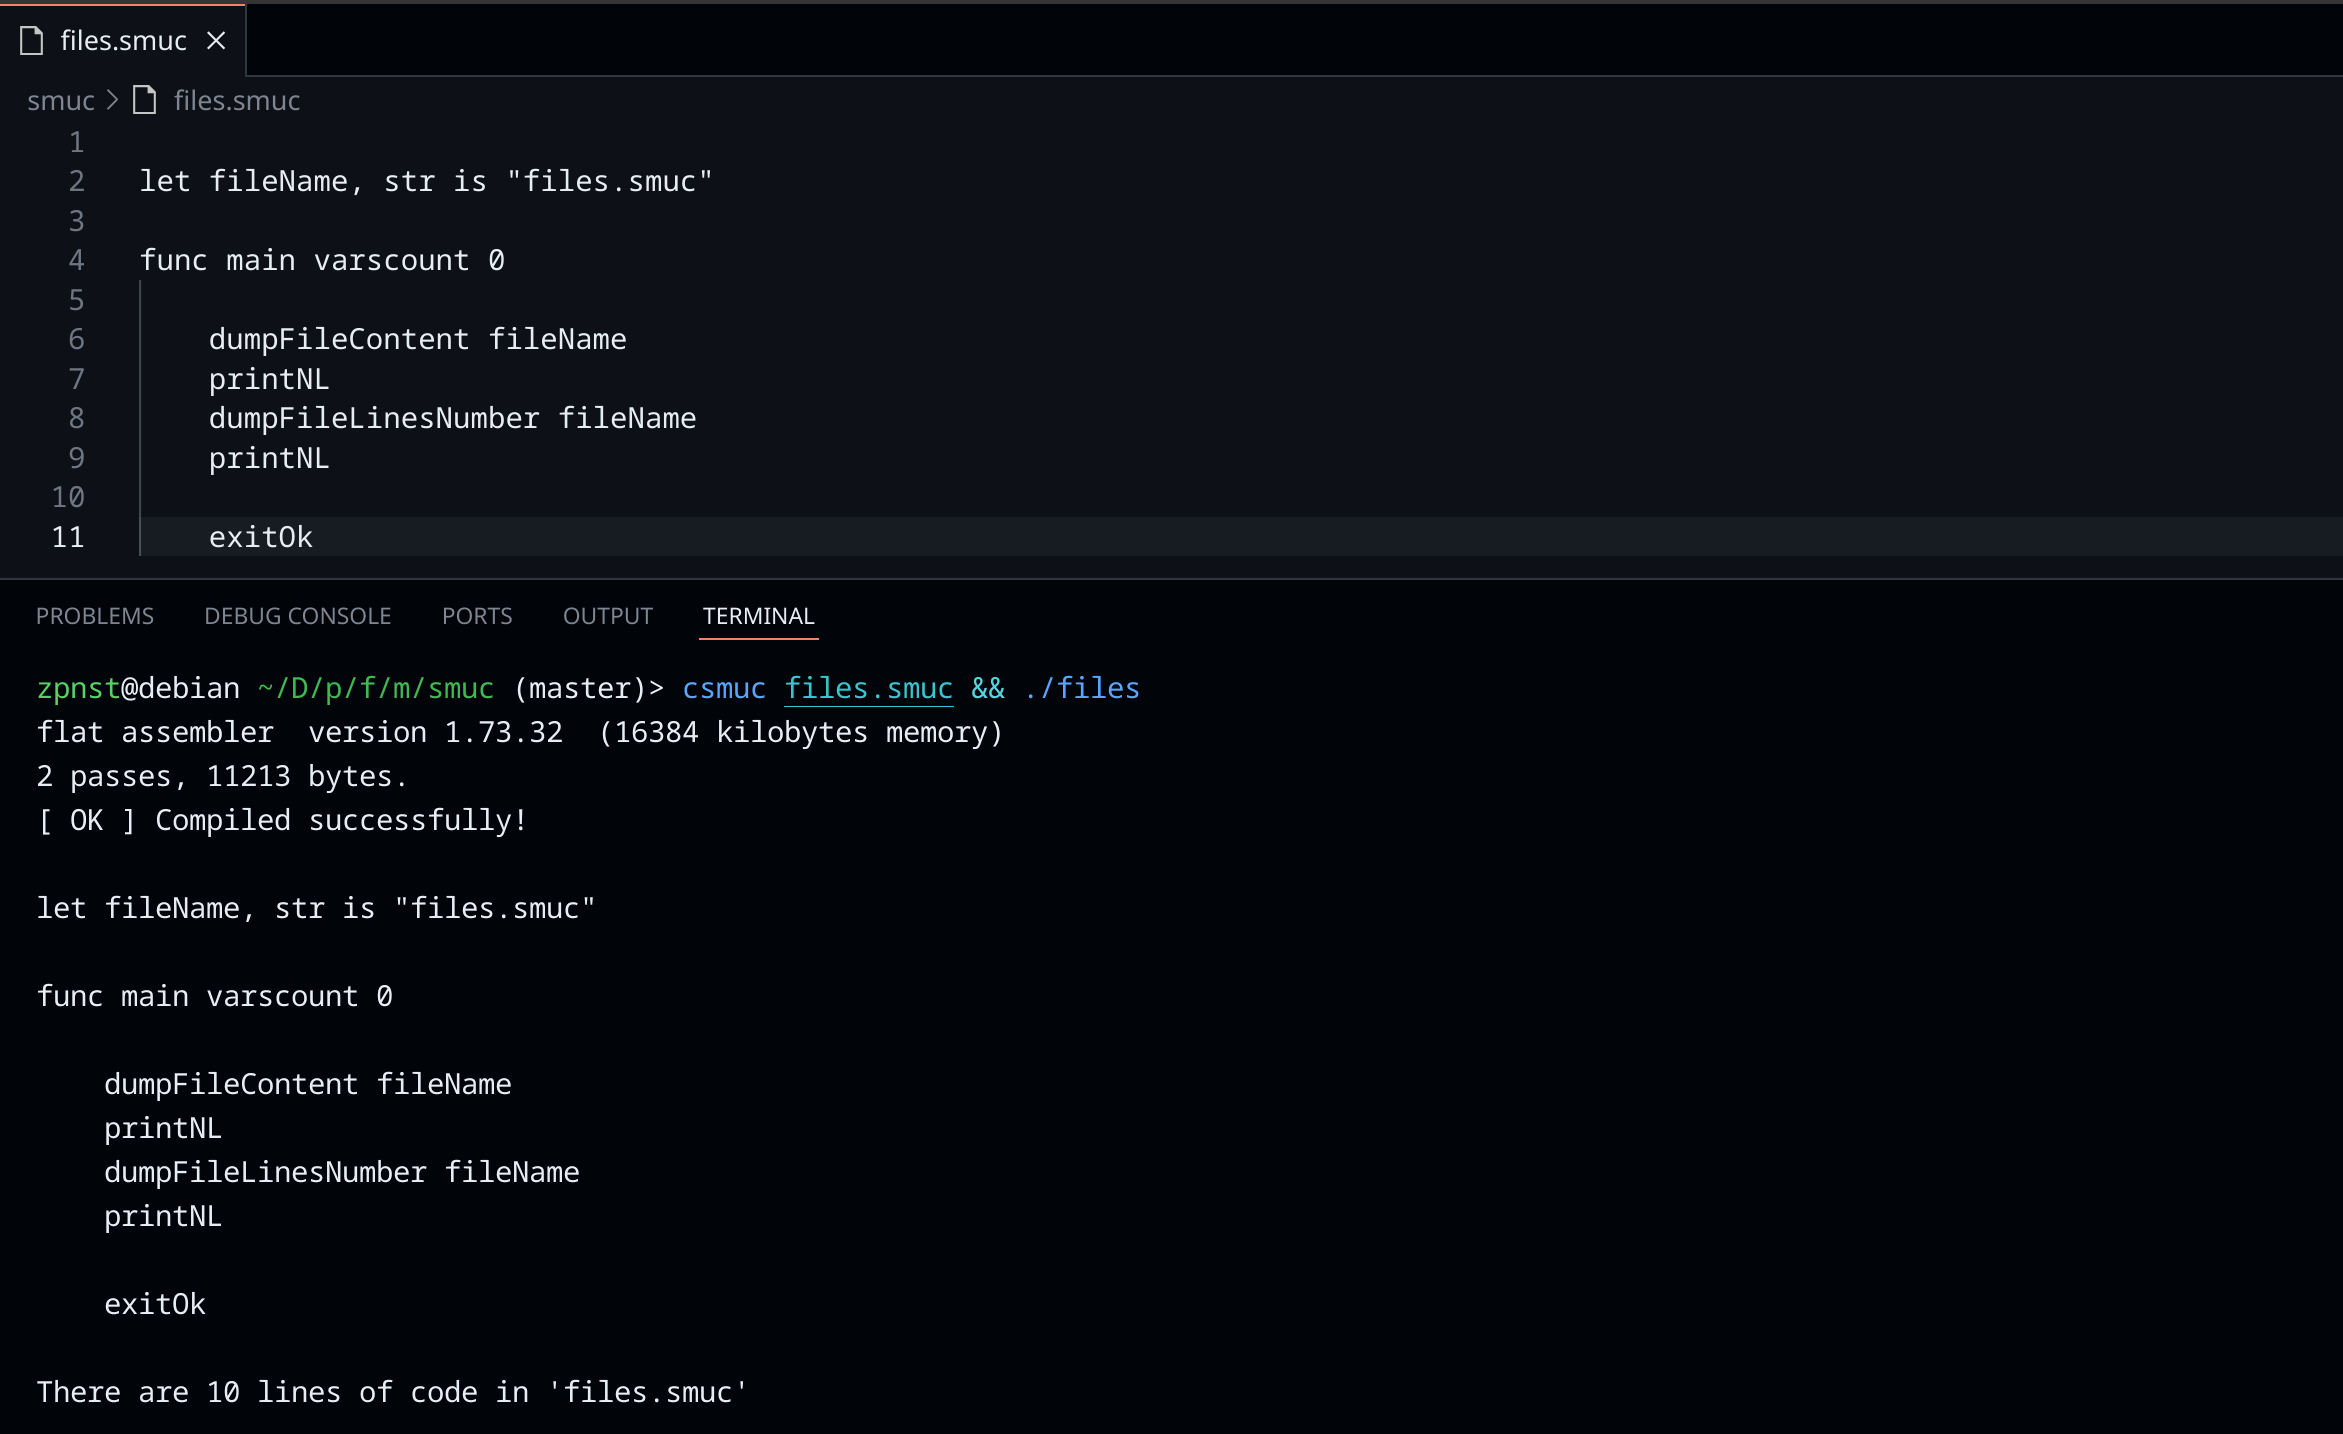 files.smuc
smuc > files.smuc
1
2 let fileName, str is "files.smuc"
3
4 func main varscount 0
5
6 dumpFileContent fileName
7 printNL
8 dumpFileLinesNumber fileName
9 printNL
10
11 exitOk
PROBLEMS DEBUG CONSOLE PORTS OUTPUT TERMINAL
zpnst@debian ~/D/p/f/m/smuc (master)> csmuc files.smuc && ./files
flat assembler  version 1.73.32  (16384 kilobytes memory)
2 passes, 11213 bytes.
[ OK ] Compiled successfully!
let fileName, str is "files.smuc"
func main varscount 0
dumpFileContent fileName
printNL
dumpFileLinesNumber fileName
printNL
exitOk
There are 10 lines of code in 'files.smuc'